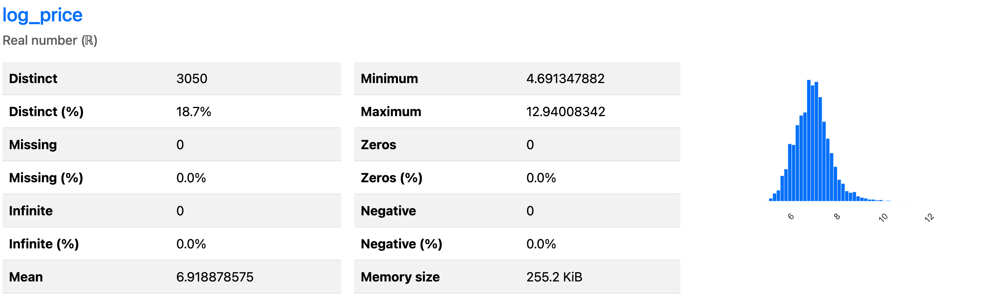 log_price
Real number (ℝ)
Distinct 3050
Distinct (%) 18.7%
Missing 0
Missing (%) 0.0%
Infinite 0
Infinite (%) 0.0%
Mean 6.918878575
Minimum 4.691347882
Maximum 12.94008342
Zeros 0
Zeros (%) 0.0%
Negative 0
Negative (%) 0.0%
Memory size 255.2 KiB
6 8 10 12